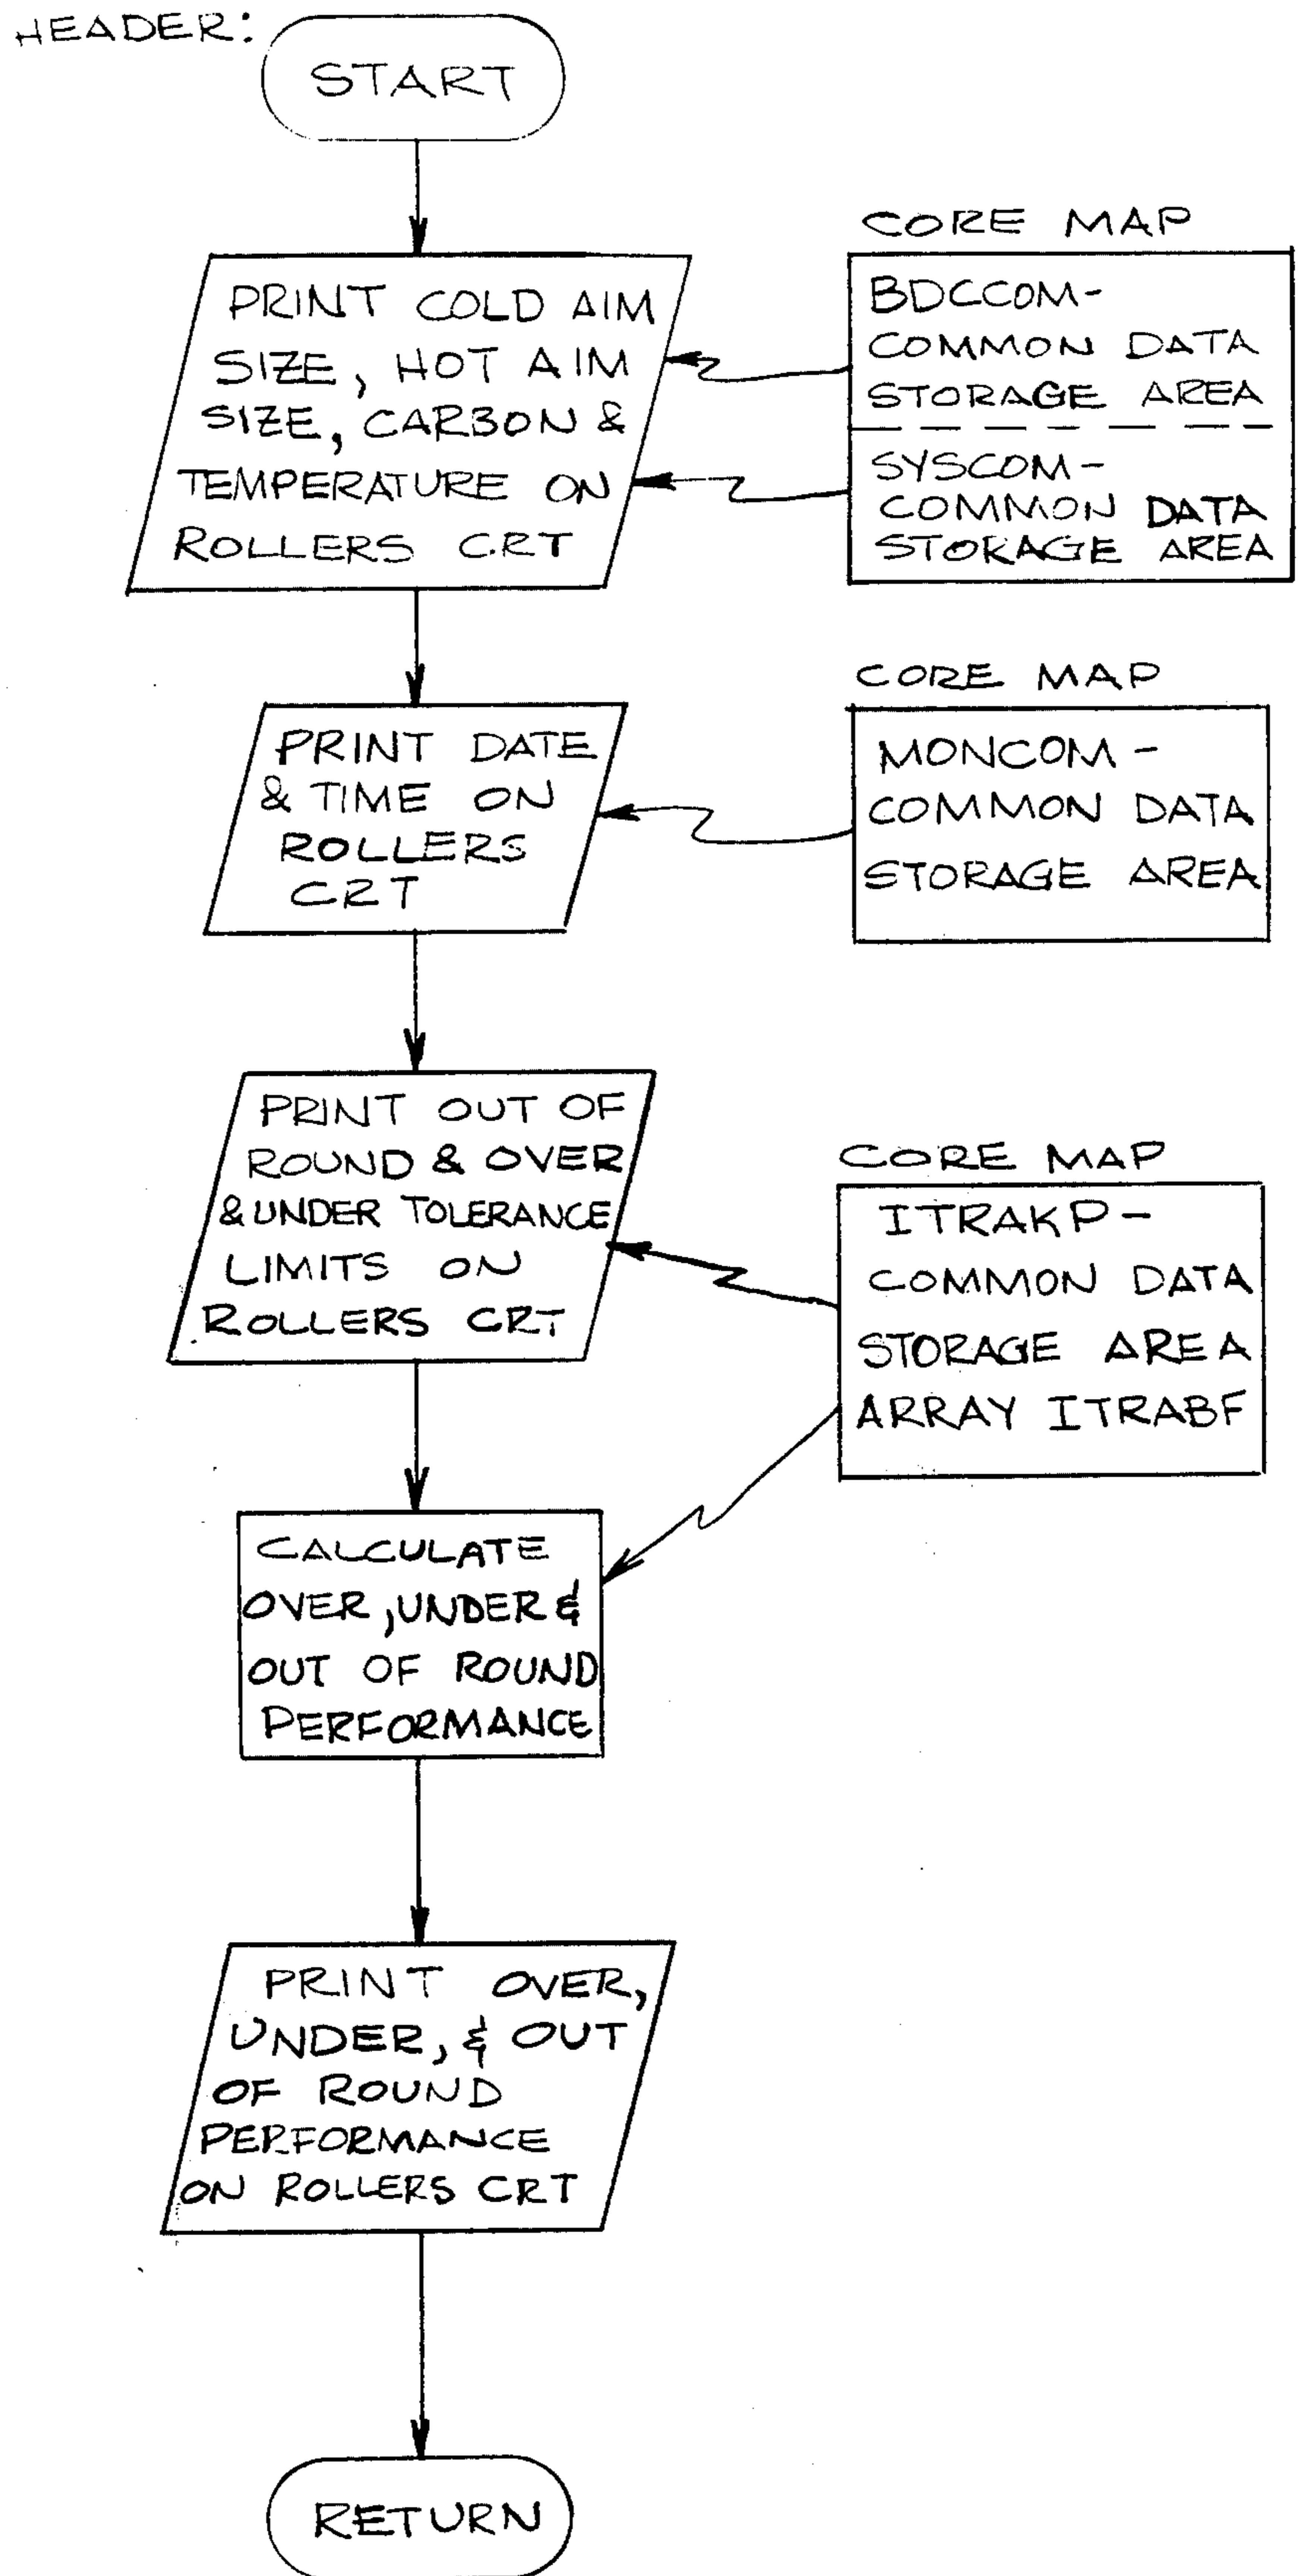 HEADER:
START
PRINT COLD AIM
SIZE, HOT AIM
SIZE, CARBON &
TEMPERATURE ON
ROLLERS CRT
CORE MAP
BDCCOM-
COMMON DATA
STORAGE AREA
SYSCOM-
COMMON DATA
STORAGE AREA
PRINT DATE
& TIME ON
ROLLERS
CRT
CORE MAP
MONCOM -
COMMON DATA
STORAGE AREA
PRINT OUT OF
ROUND & OVER
& UNDER TOLERANCE
LIMITS ON
ROLLERS CRT
CORE MAP
ITRAKP-
COMMON DATA
STORAGE AREA
ARRAY ITRABF
CALCULATE
OVER, UNDER &
OUT OF ROUND
PERFORMANCE
PRINT OVER,
UNDER, & OUT
OF ROUND
PERFORMANCE
ON ROLLERS CRT
RETURN